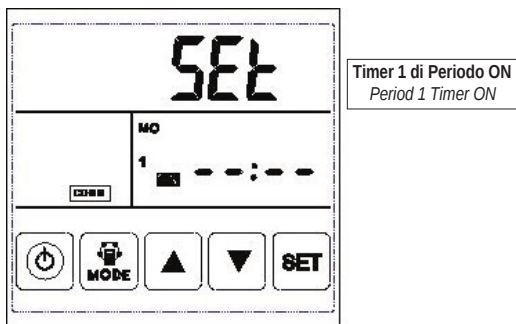 SEt
Timer 1 di Periodo ON
Period 1 Timer ON
MO
1
--:--
MODE
SET